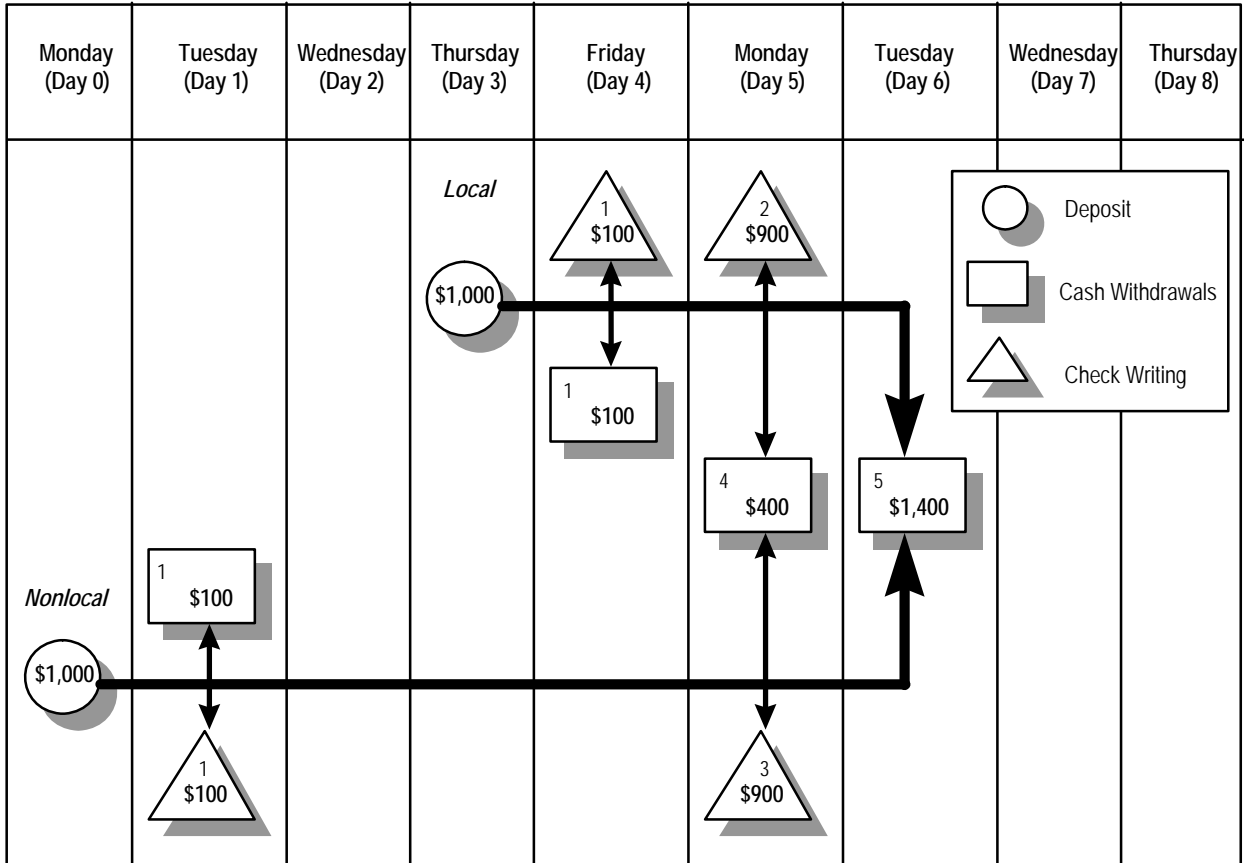 Monday
(Day 0)
Tuesday
(Day 1)
Wednesday
(Day 2)
Thursday
(Day 3)
Friday
(Day 4)
Monday
(Day 5)
Tuesday
(Day 6)
Wednesday
(Day 7)
Thursday
(Day 8)
Local
1
$100
2
$900
$1,000
1
$100
4
$400
5
$1,400
Deposit
Cash Withdrawals
Check Writing
Nonlocal
1
$100
$1,000
1
$100
3
$900